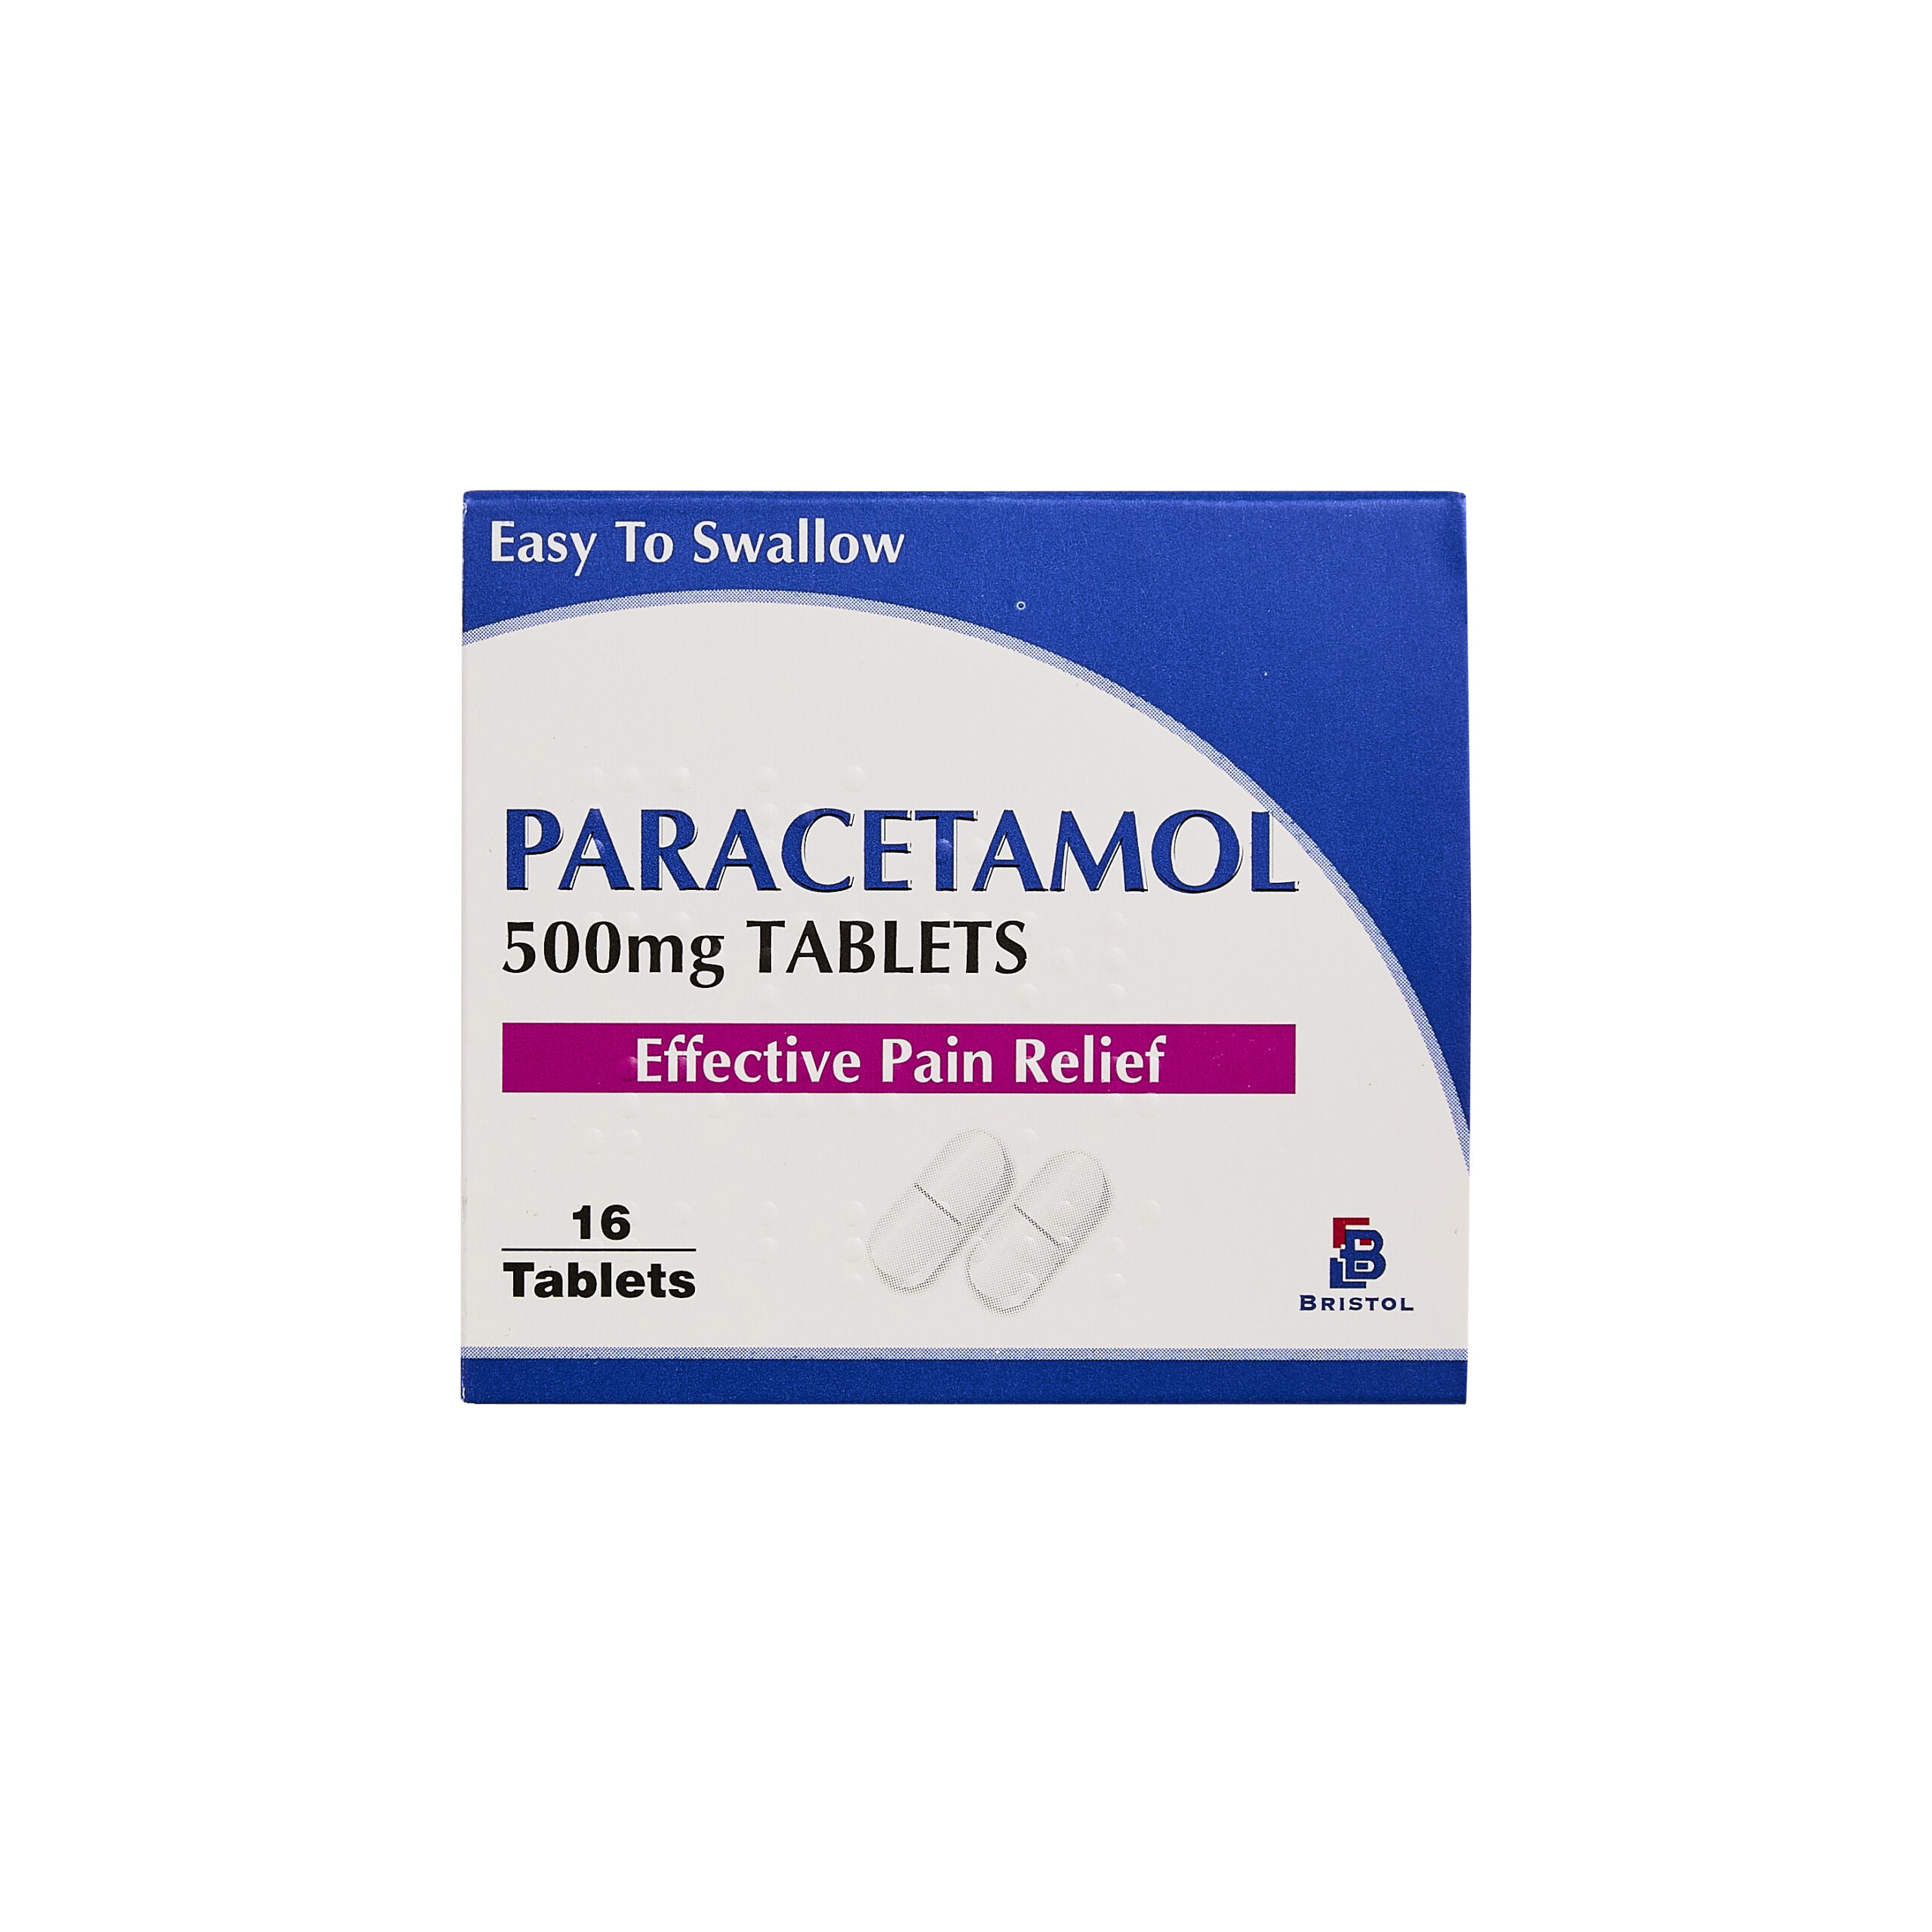 Easy To Swallow
PARACETAMOL
500mg TABLETS
Effective Pain Relief
16
Tablets
BRISTOL